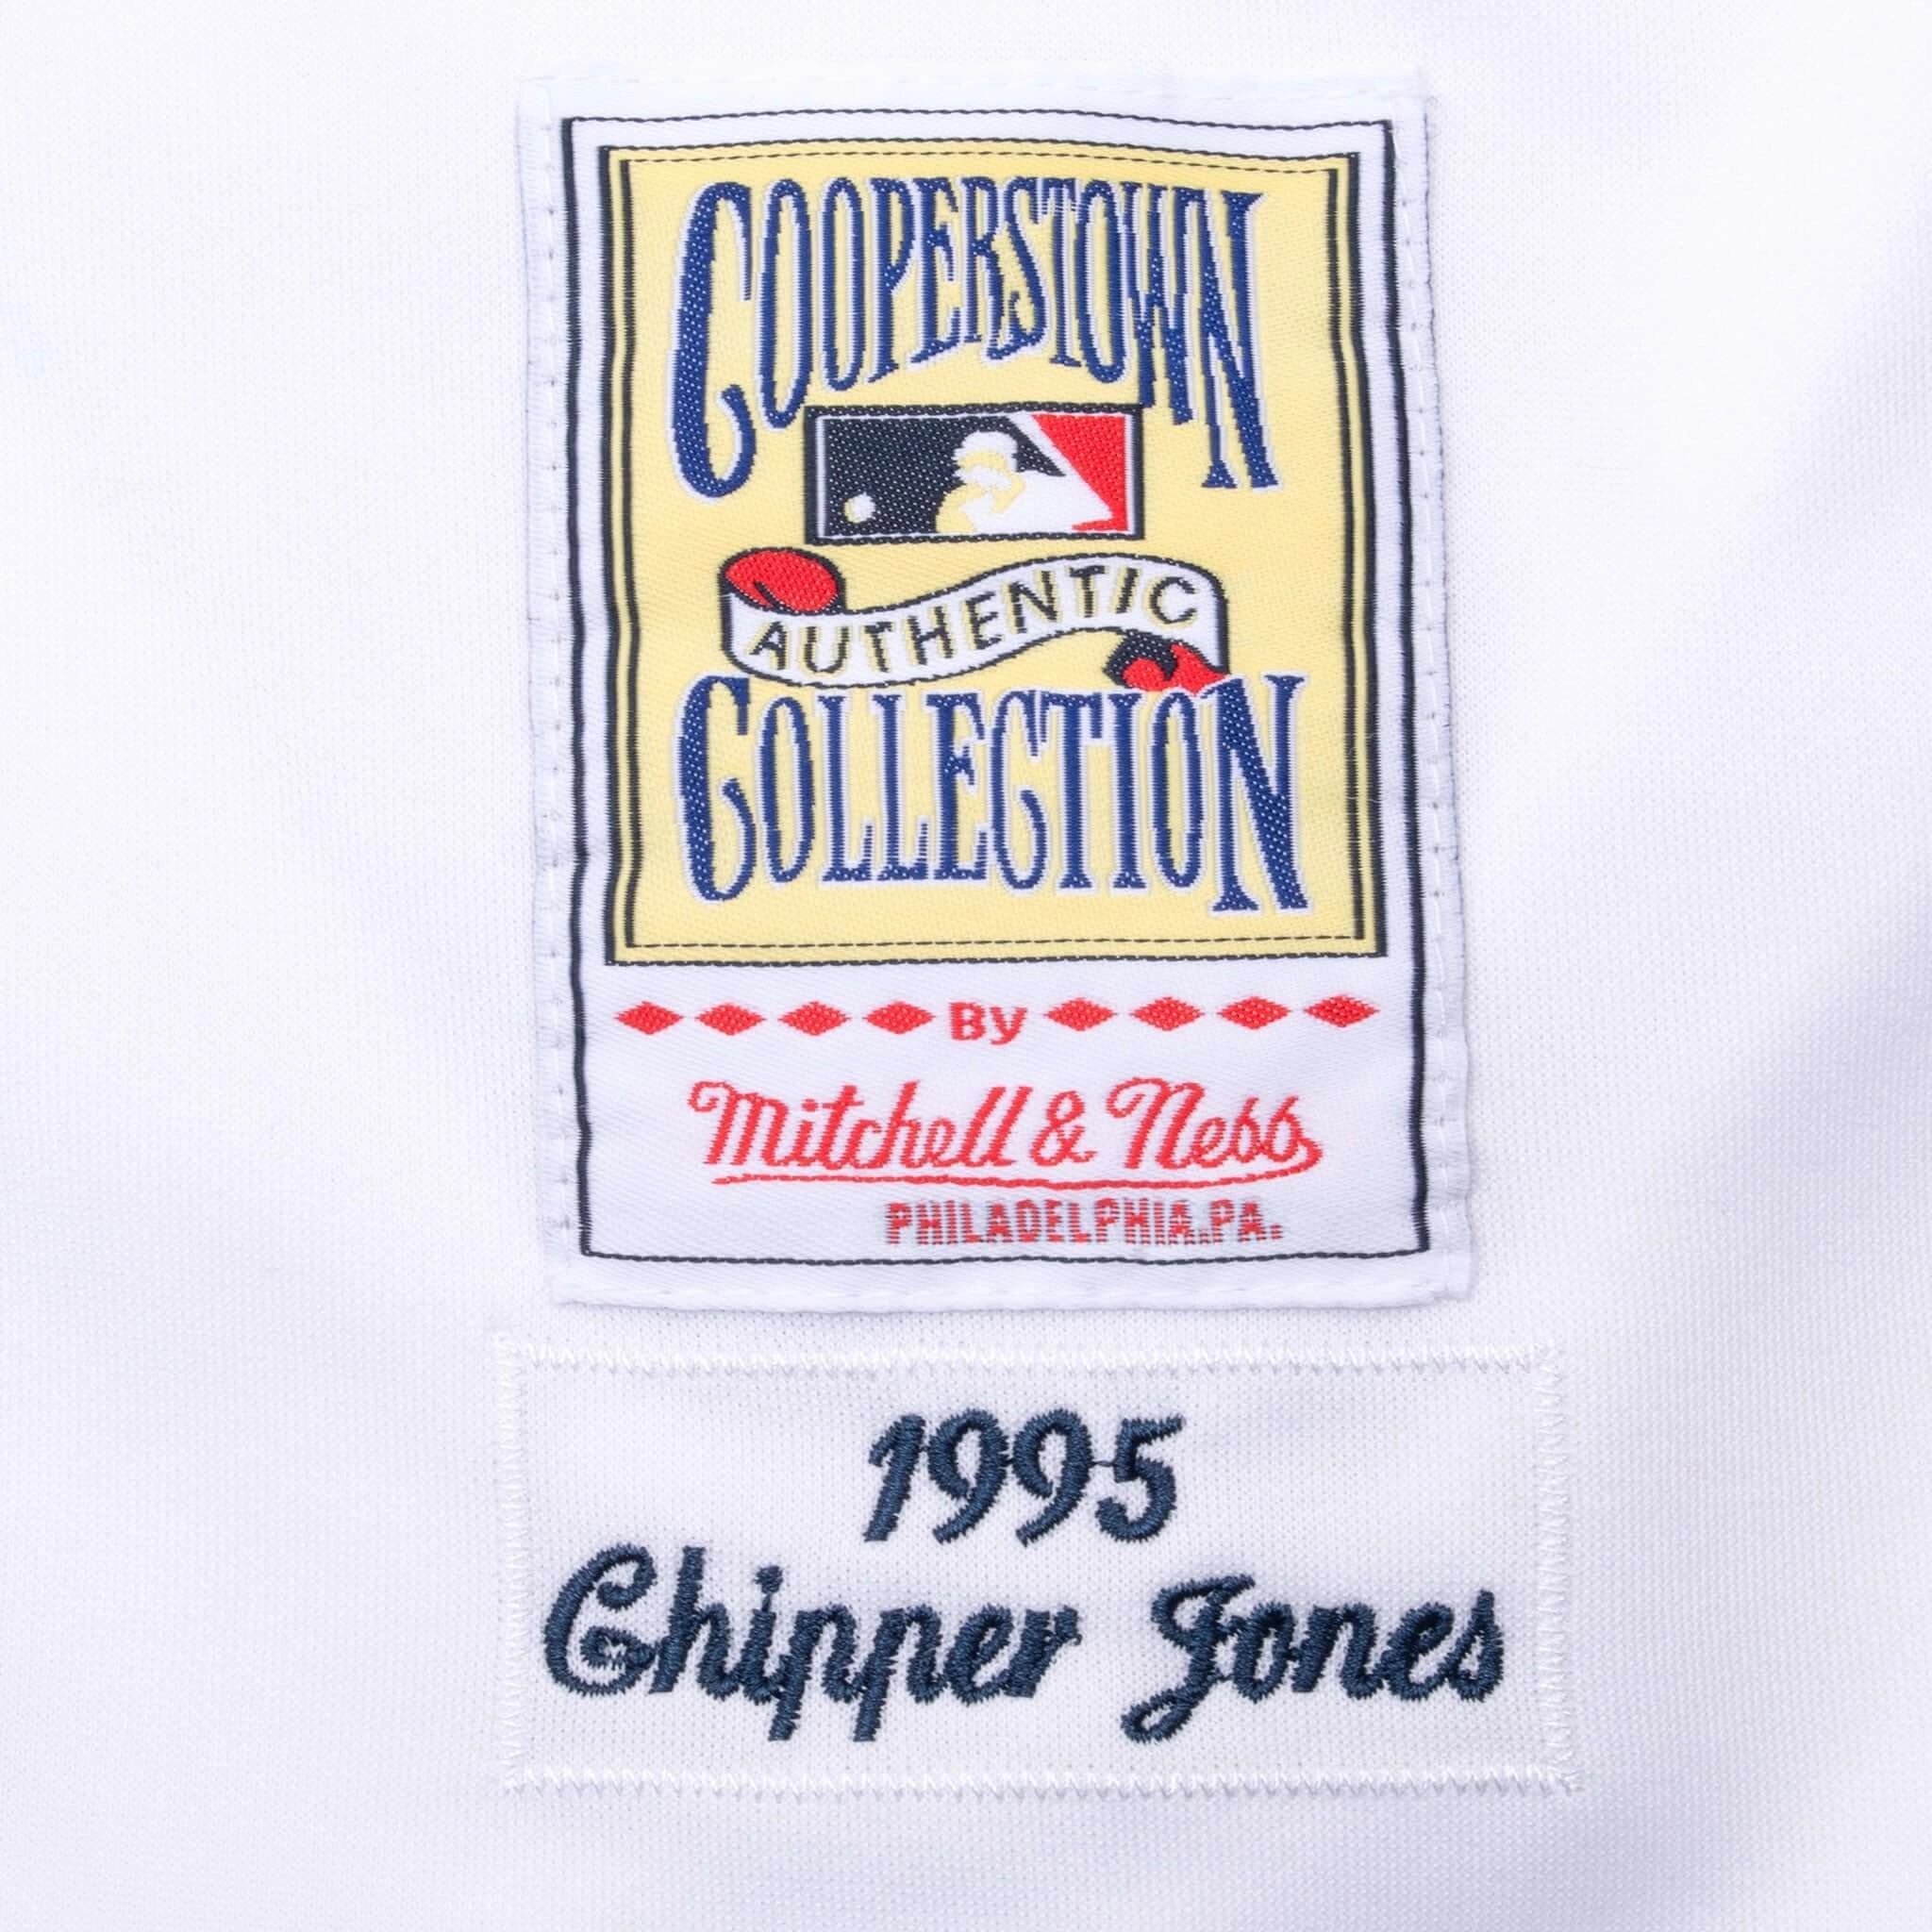 COOPERSTOWN
AUTHENTIC
COLLECTION
By
Mitchell & Ness
PHILADELPHIA.PA.
1995
Chipper Jones